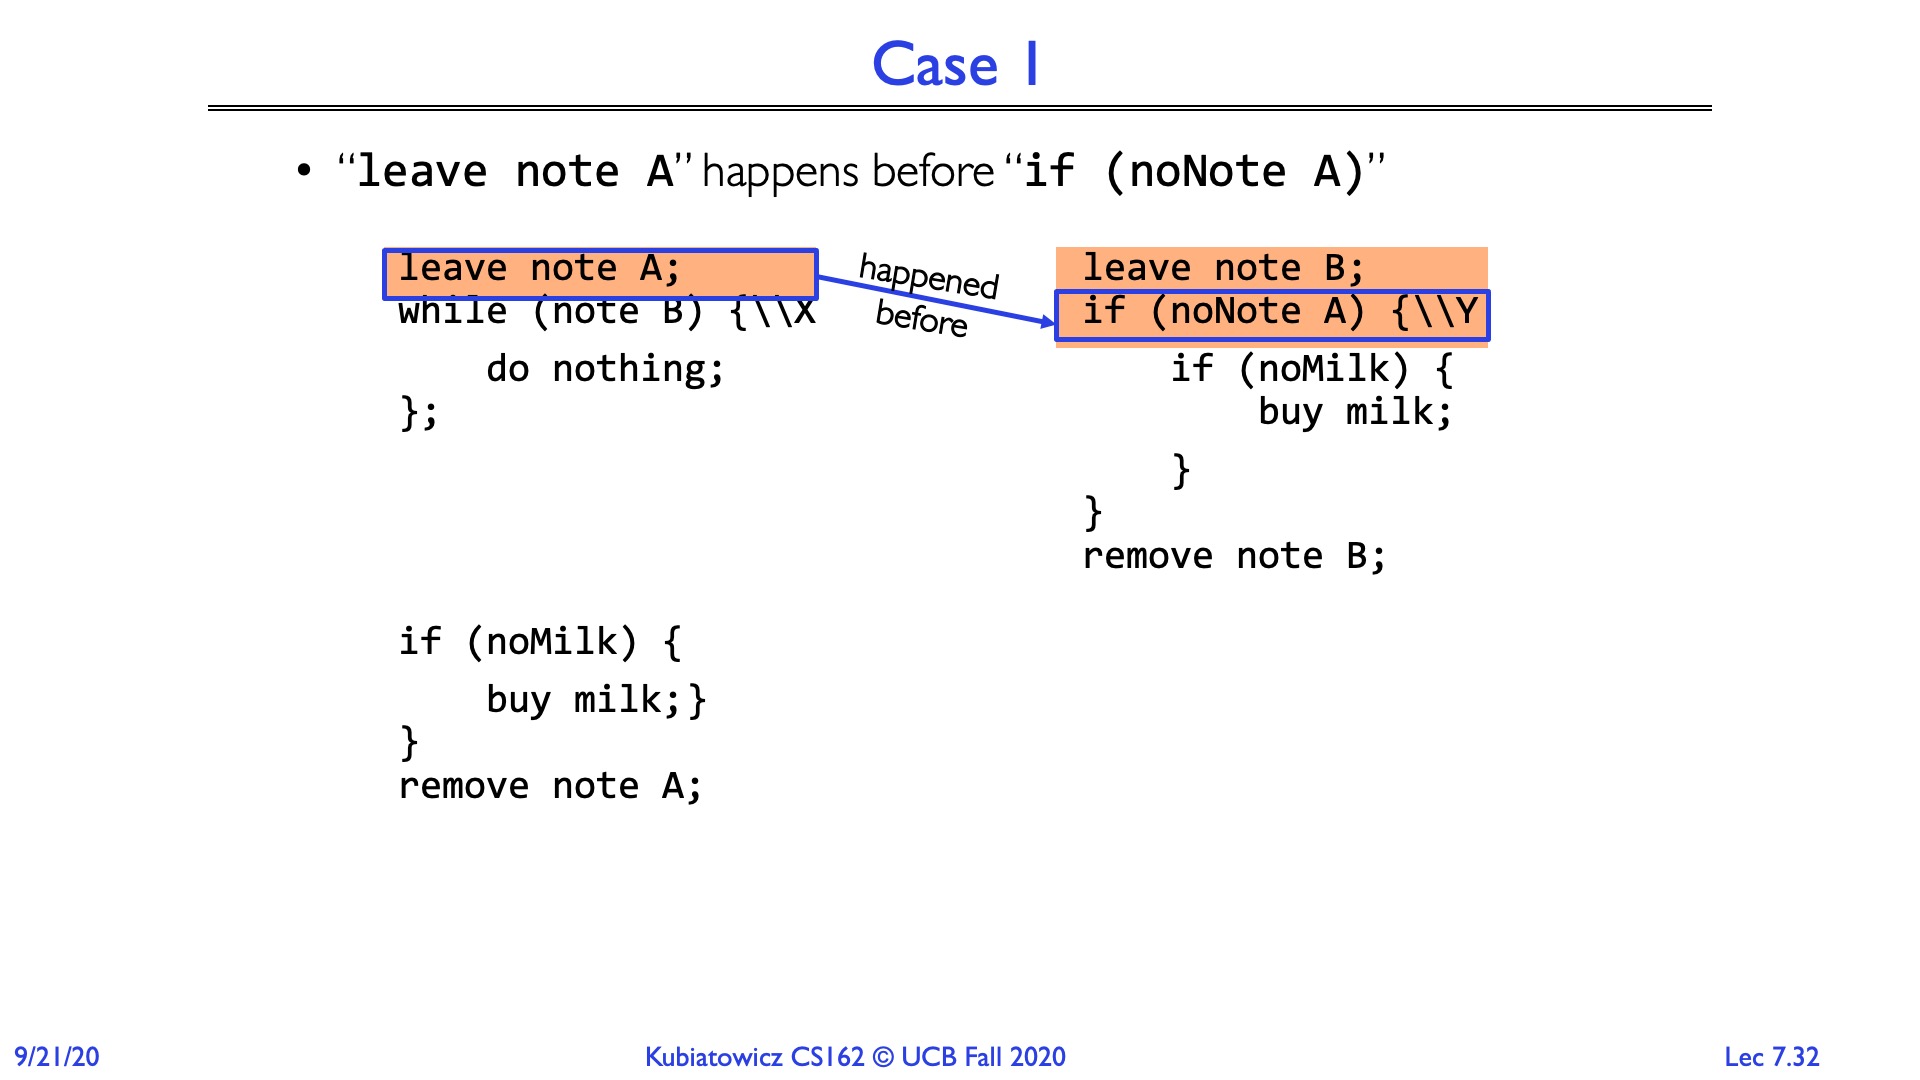 Case 1
• “leave note A” happens before “if (noNote A)”
leave note A;
while (note B) {\\X
do nothing;
};
if (noMilk) {
buy milk;}
}
remove note A;
happened
before
leave note B;
if (noNote A) {\\Y
if (noMilk) {
buy milk;
}
}
remove note B;
9/21/20
Kubiatowicz CS162 © UCB Fall 2020
Lec 7.32